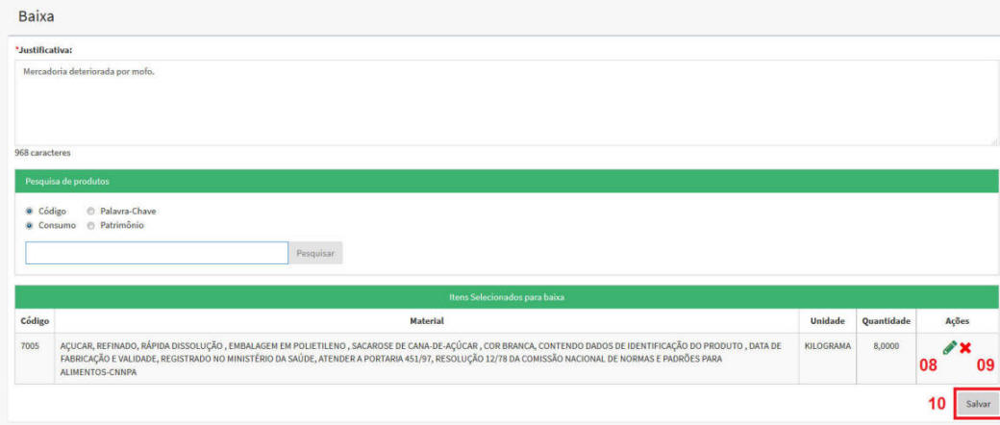 Baixa
*Justificativa:
Mercadoria deteriorada por mofo.
968 caracteres
Pesquisa de produtos
Código Palavra-Chave
Consumo Patrimônio
Pesquisar
Itens Selecionados para baixa
Código Material Unidade Quantidade Ações
7005 AÇUCAR, REFINADO, RÁPIDA DISSOLUÇÃO , EMBALAGEM EM POLIETILENO , SACAROSE DE CANA-DE-AÇÚCAR , COR BRANCA, CONTENDO DADOS DE IDENTIFICAÇÃO DO PRODUTO , DATA DE KILOGRAMA 8,0000
FABRICAÇÃO E VALIDADE, REGISTRADO NO MINISTÉRIO DA SAÚDE, ATENDER A PORTARIA 451/97, RESOLUÇÃO 12/78 DA COMISSÃO NACIONAL DE NORMAS E PADRÕES PARA
08 09
ALIMENTOS-CNNPA
10 Salvar